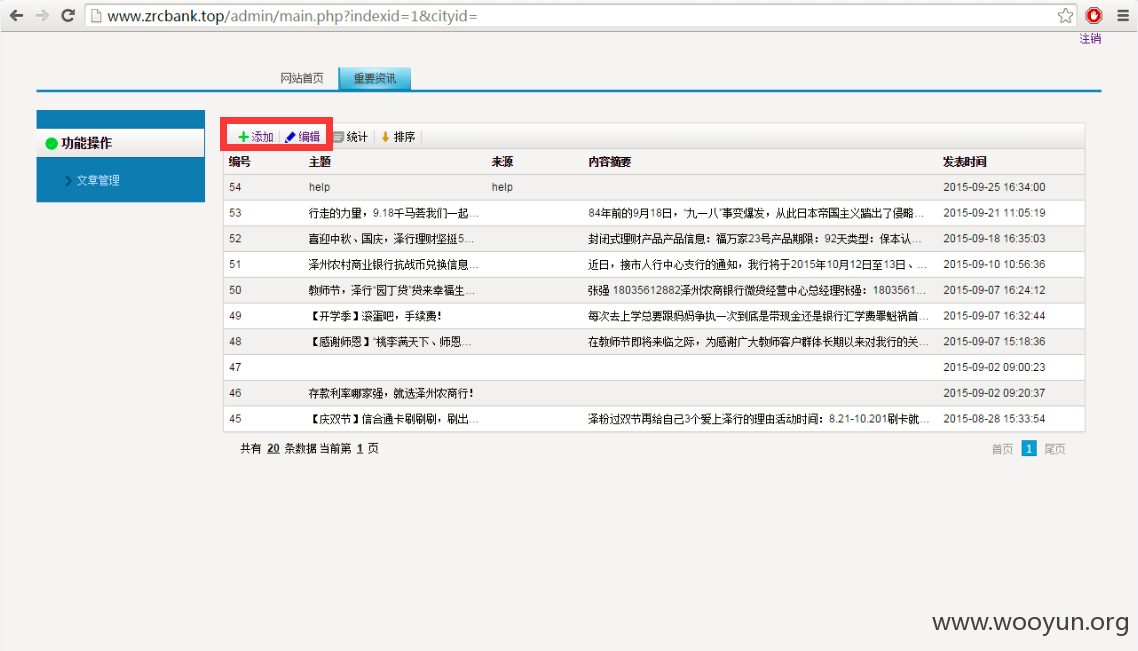 www.zrcbank.top/admin/main.php?indexid=1&cityid=
注销
网站首页 重要资讯
功能操作
文章管理
添加 编辑 统计 排序
编号 主题 来源 内容摘要 发表时间
54 help help 2015-09-25 16:34:00
53 行走的力量，9.18千马荟我们一起... 84年前的9月18日，“九一八”事变爆发，从此日本帝国主义踏出了侵略... 2015-09-21 11:05:19
52 喜迎中秋、国庆，泽行理财坚挺5... 封闭式理财产品产品信息：福万家23号产品期限：92天类型：保本认... 2015-09-18 16:35:03
51 泽州农村商业银行抗战币兑换信息... 近日，接市人行中心支行的通知，我行将于2015年10月12日至13日、... 2015-09-10 10:56:36
50 教师节，泽行“园丁贷”贷来幸福生... 张强 18035612882泽州农商银行微贷经营中心总经理张强：1803561... 2015-09-07 16:24:12
49 【开学季】滚蛋吧，手续费！ 每次去上学总要跟妈妈争执一次到底是带现金还是银行汇学费罪魁祸首... 2015-09-07 16:32:44
48 【感谢师恩】“桃李满天下、师恩... 在教师节即将来临之际，为感谢广大教师客户群体长期以来对我行的关... 2015-09-07 15:18:36
47 2015-09-02 09:00:23
46 存款利率哪家强，就选泽州农商行！ 2015-09-02 09:20:37
45 【庆双节】信合通卡刷刷刷，刷出... 泽粉过双节再给自己3个爱上泽行的理由活动时间：8.21-10.201刷卡就... 2015-08-28 15:33:54
共有 20 条数据 当前第 1 页 首页 1 尾页
www.wooyun.org